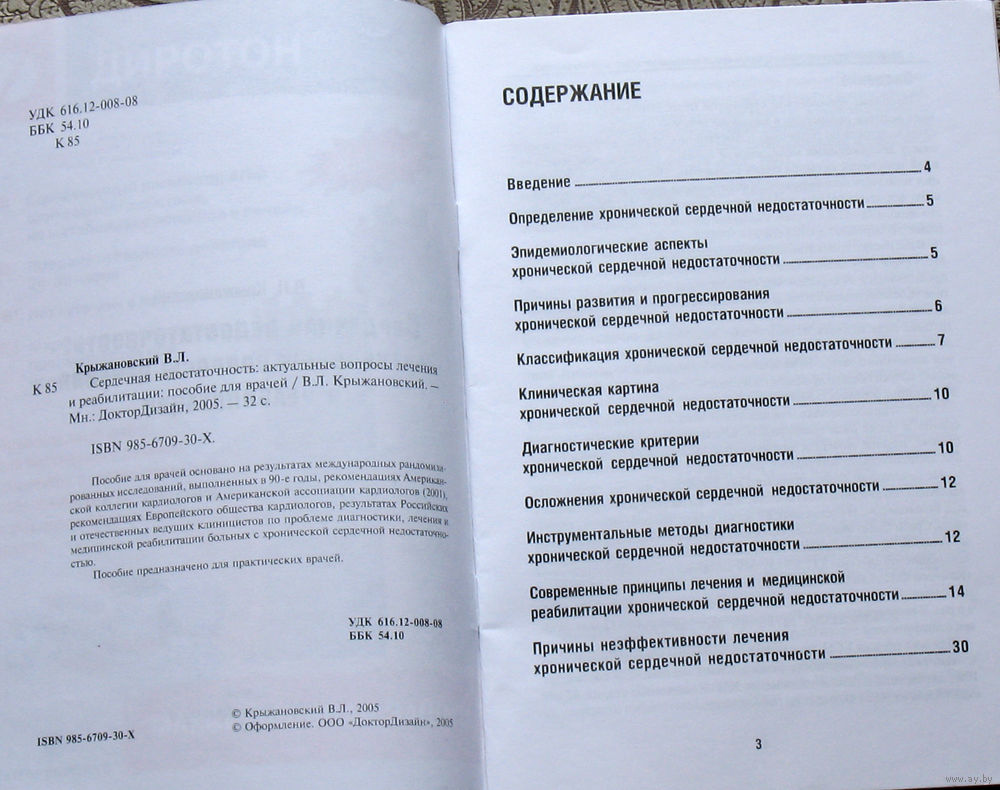 УДК 616.12-008-08
ББК 54.10
К 85
Крыжановский В.Л.
К 85 Сердечная недостаточность: актуальные вопросы лечения
и реабилитации: пособие для врачей / В.Л. Крыжановский. –
Мн.: ДокторДизайн, 2005. — 32 с.
ISBN 985-6709-30-X.
Пособие для врачей основано на результатах международных рандомизи-
рованных исследований, выполненных в 90-е годы, рекомендациях Американ-
ской коллегии кардиологов и Американской ассоциации кардиологов (2001),
рекомендациях Европейского общества кардиологов, результатах Российских
и отечественных ведущих клиницистов по проблеме диагностики, лечения и
медицинской реабилитации больных с хронической сердечной недостаточно-
стью.
Пособие предназначено для практических врачей.
УДК 616.12-008-08
ББК 54.10
© Крыжановский В.Л., 2005
© Оформление. ООО «ДокторДизайн», 2005
ISBN 985-6709-30-X
СОДЕРЖАНИЕ
Введение 4
Определение хронической сердечной недостаточности 5
Эпидемиологические аспекты
хронической сердечной недостаточности 5
Причины развития и прогрессирования
хронической сердечной недостаточности 6
Классификация хронической сердечной недостаточности 7
Клиническая картина
хронической сердечной недостаточности 10
Диагностические критерии
хронической сердечной недостаточности 10
Осложнения хронической сердечной недостаточности 12
Инструментальные методы диагностики
хронической сердечной недостаточности 12
Современные принципы лечения и медицинской
реабилитации хронической сердечной недостаточности 14
Причины неэффективности лечения
хронической сердечной недостаточности 30
3
www.ay.by